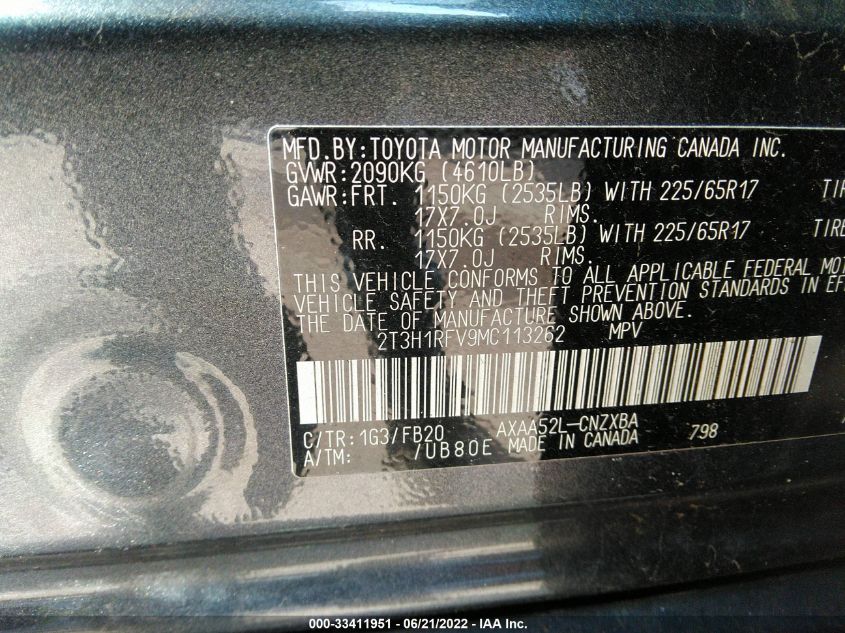 MFD.BY:TOYOTA MOTOR MANUFACTURING CANADA INC.
GVWR:2090KG (4610LB)
GAWR:FRT. 1150KG (2535LB) WITH 225/65R17
17X7.0J RIMS.
RR. 1150KG (2535LB) WITH 225/65R17 TIRE
17X7.0J RIMS.
THIS VEHICLE CONFORMS TO ALL APPLICABLE FEDERAL
VEHICLE SAFETY AND THEFT PREVENTION STANDARDS IN
THE DATE OF MANUFACTURE SHOWN ABOVE.
2T3H1RFV9MC113262 MPV
C/TR:1G3/FB20 AXAA52L-CNZXBA 798
A/TM: /UB80E MADE IN CANADA
000-33411951 / 06/21/2022 - IAA Inc.